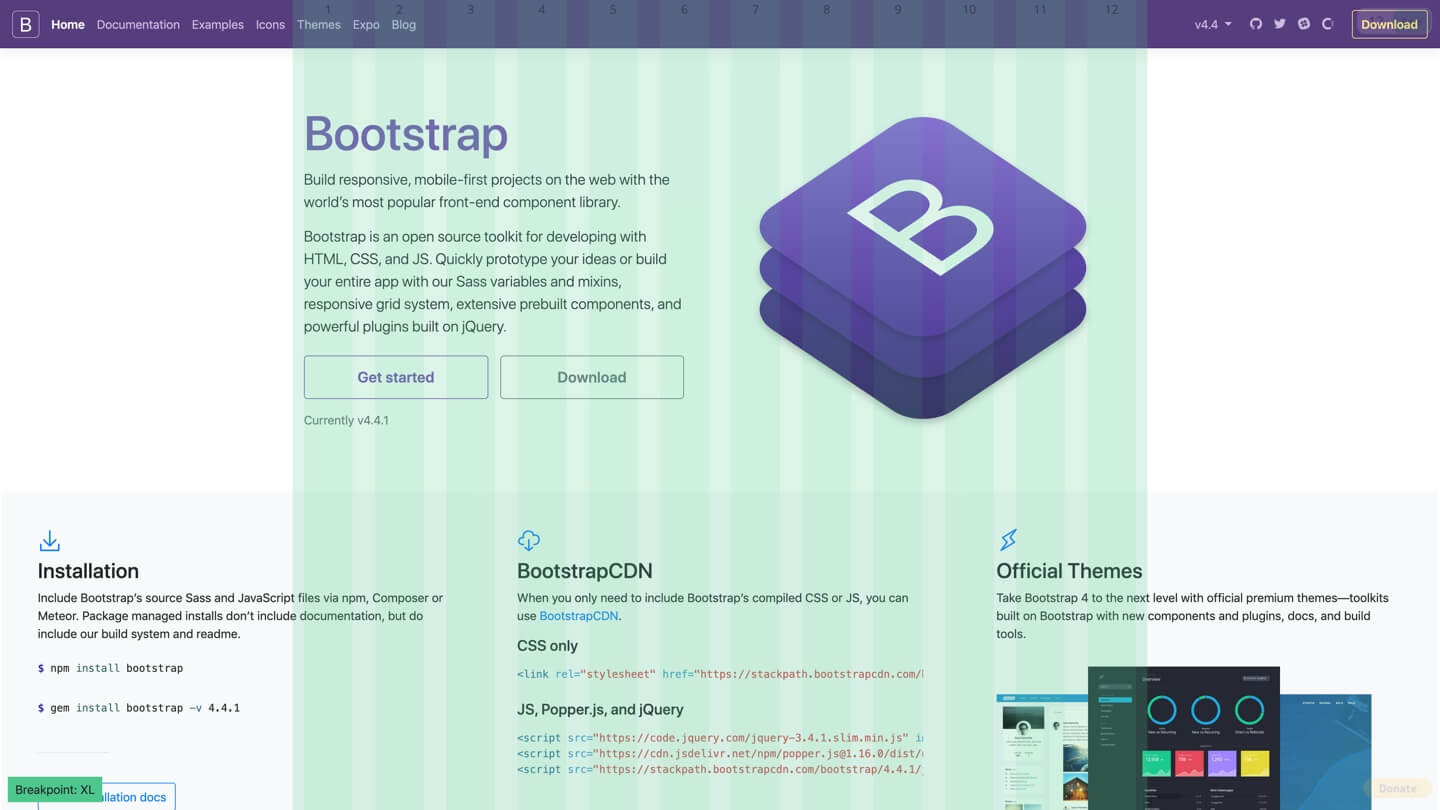 1 2 3 4 5 6 7 8 9 10 11 12
B Home Documentation Examples Icons Themes Expo Blog v4.4 Download
Bootstrap
Build responsive, mobile-first projects on the web with the
world’s most popular front-end component library.
Bootstrap is an open source toolkit for developing with
HTML, CSS, and JS. Quickly prototype your ideas or build
your entire app with our Sass variables and mixins,
responsive grid system, extensive prebuilt components, and
powerful plugins built on jQuery.
Get started Download
Currently v4.4.1
B
Installation
Include Bootstrap’s source Sass and JavaScript files via npm, Composer or
Meteor. Package managed installs don’t include documentation, but do
include our build system and readme.
$ npm install bootstrap
$ gem install bootstrap -v 4.4.1
Breakpoint: XL
allation docs
BootstrapCDN
When you only need to include Bootstrap’s compiled CSS or JS, you can
use BootstrapCDN.
CSS only
<link rel="stylesheet" href="https://stackpath.bootstrapcdn.com/
JS, Popper.js, and jQuery
<script src="https://code.jquery.com/jquery-3.4.1.slim.min.js"
<script src="https://cdn.jsdelivr.net/npm/popper.js@1.16.0/dist/
<script src="https://stackpath.bootstrapcdn.com/bootstrap/4.4.1/
Official Themes
Take Bootstrap 4 to the next level with official premium themes—toolkits
built on Bootstrap with new components and plugins, docs, and build
tools.
Overview
New vs Recurring New vs Recurring Direct vs Referrals
Donate